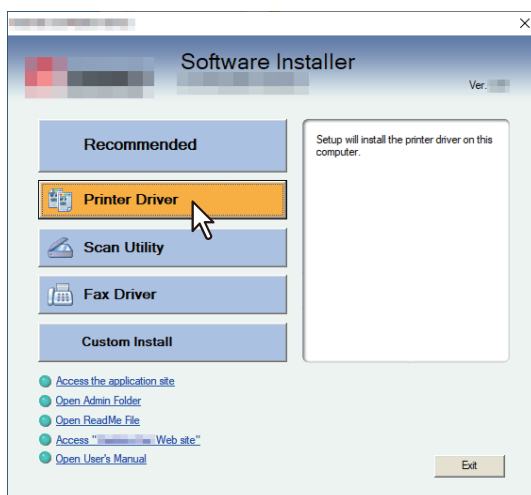 Software Installer
Ver.
Recommended
Printer Driver
Scan Utility
Fax Driver
Custom Install
Setup will install the printer driver on this
computer.
Access the application site
Open Admin Folder
Open ReadMe File
Access " Web site"
Open User's Manual
Exit